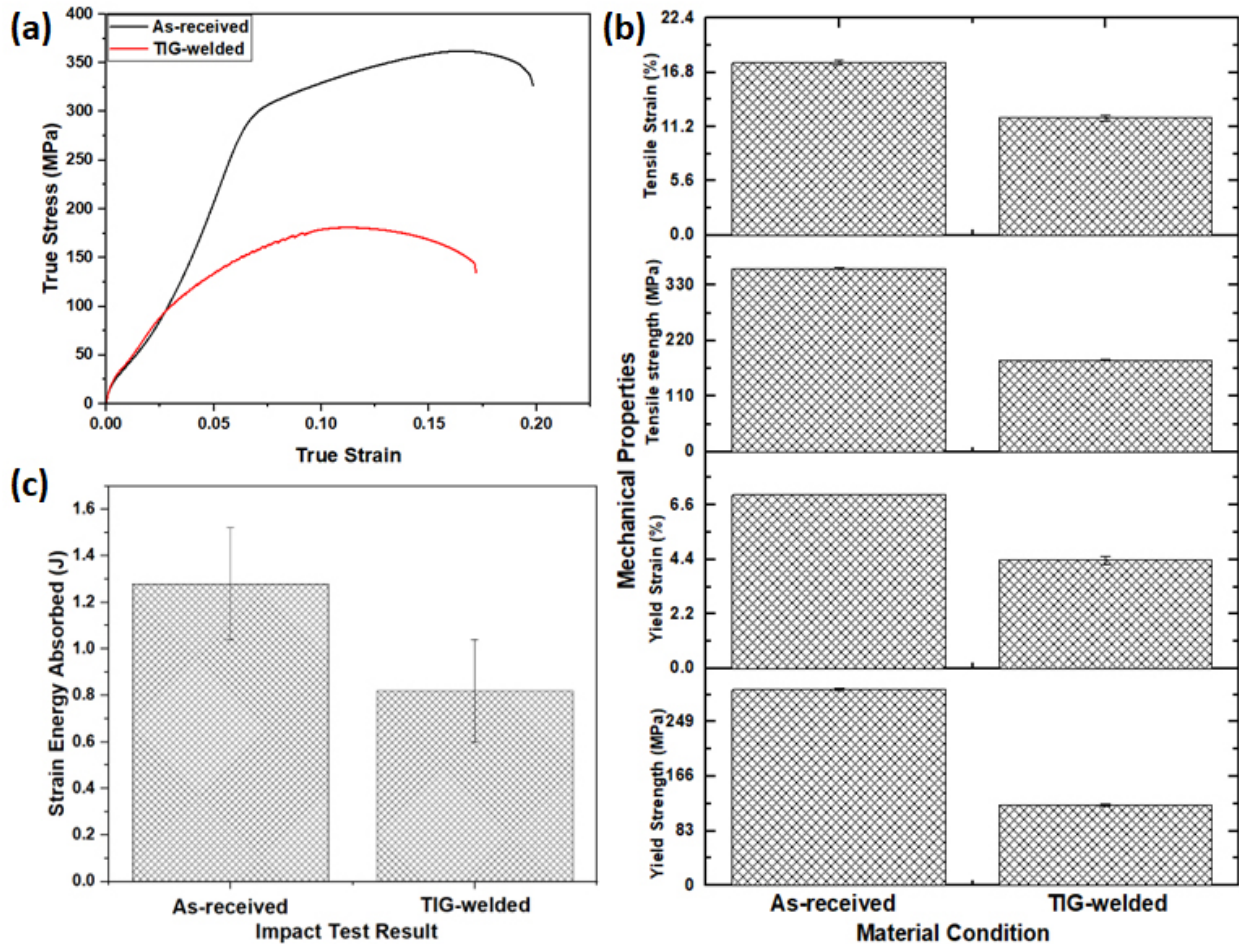 (a)
400
350
300
250
200
150
100
50
0
As-received
TIG-welded
True Stress (MPa)
0.00 0.05 0.10 0.15 0.20
True Strain
(b)
Mechanical Properties
22.4
16.8
11.2
5.6
0.0
Tensile Strain (%)
330
220
110
Tensile strength (MPa)
6.6
4.4
2.2
0.0
Yield Strain (%)
249
166
83
0
Yield Strength (MPa)
As-received TIG-welded
Material Condition
(c)
1.6
1.4
1.2
1.0
0.8
0.6
0.4
0.2
0.0
Strain Energy Absorbed (J)
As-received TIG-welded
Impact Test Result